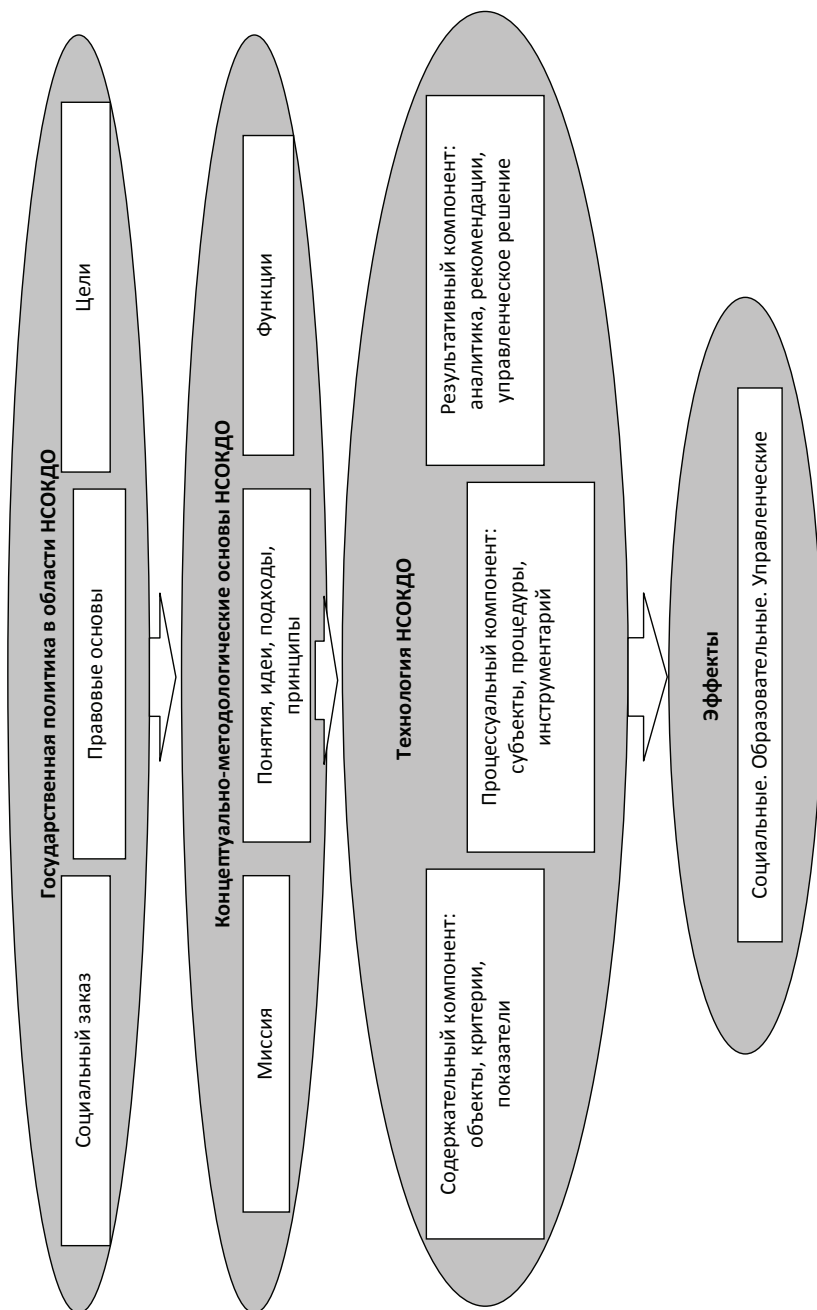 Государственная политика в области НСОКДО
Социальный заказ
Правовые основы
Цели
Концептуально-методологические основы НСОКДО
Миссия
Понятия, идеи, подходы,
принципы
Функции
Технология НСОКДО
Содержательный компонент:
объекты, критерии,
показатели
Процессуальный компонент:
субъекты, процедуры,
инструментарий
Результативный компонент:
аналитика, рекомендации,
управленческое решение
Эффекты
Социальные. Образовательные. Управленческие